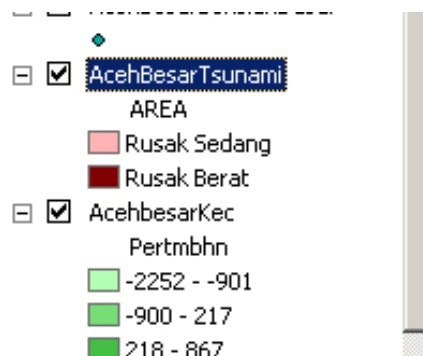 AcehBesarTsunami
AREA
Rusak Sedang
Rusak Berat
AcehbesarKec
Pertmbhn
-2252 - -901
-900 - 217
218 - 867